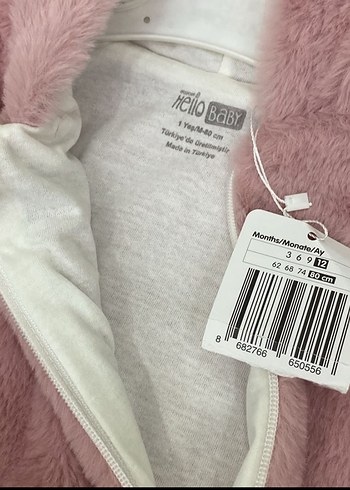 Hello BABY
1 Yaş/M-80 cm
Türkiye'de Üretilmiştir
Made in Türkiye
Months/Monate/Ay
3 6 9 12
62 68 74 80 cm
8 682766 650556